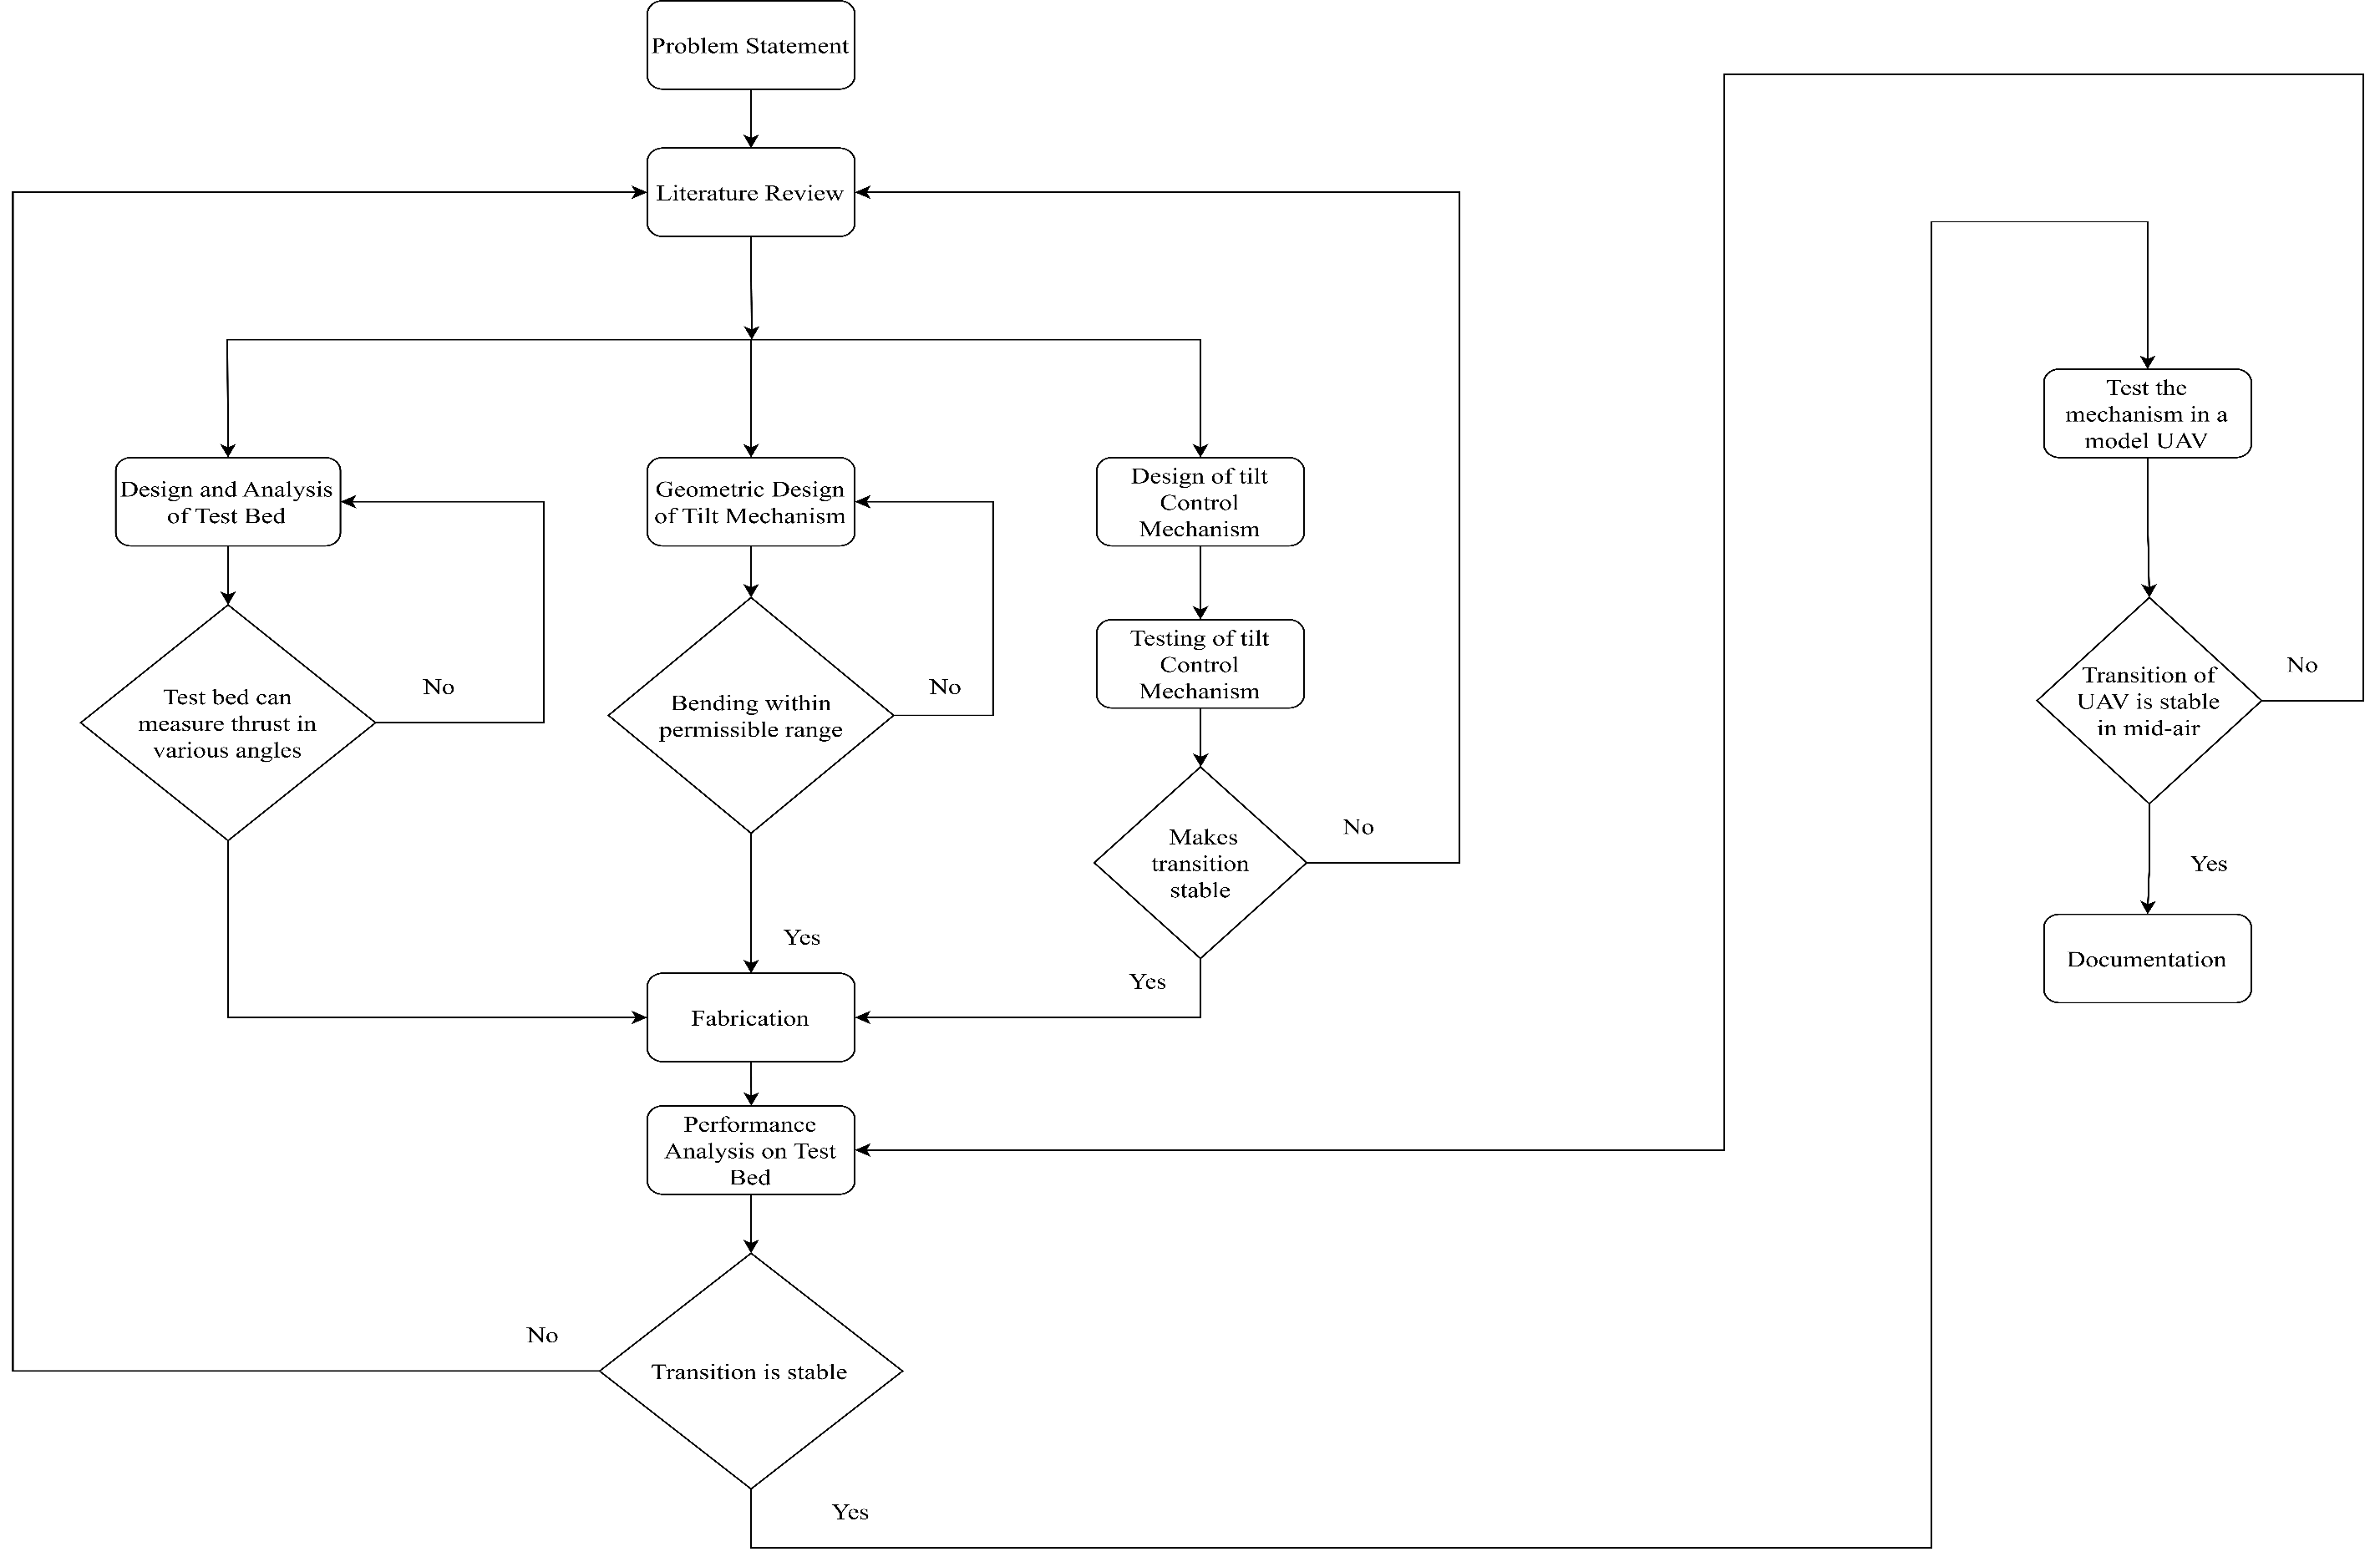 Problem Statement
Literature Review
Design and Analysis
of Test Bed
Test bed can
measure thrust in
various angles
No
Geometric Design
of Tilt Mechanism
Bending within
permissible range
No
Yes
Design of tilt
Control
Mechanism
Testing of tilt
Control
Mechanism
Makes
transition
stable
No
Yes
Fabrication
Performance
Analysis on Test
Bed
Transition is stable
No
Yes
Test the
mechanism in a
model UAV
Transition of
UAV is stable
in mid-air
No
Yes
Documentation